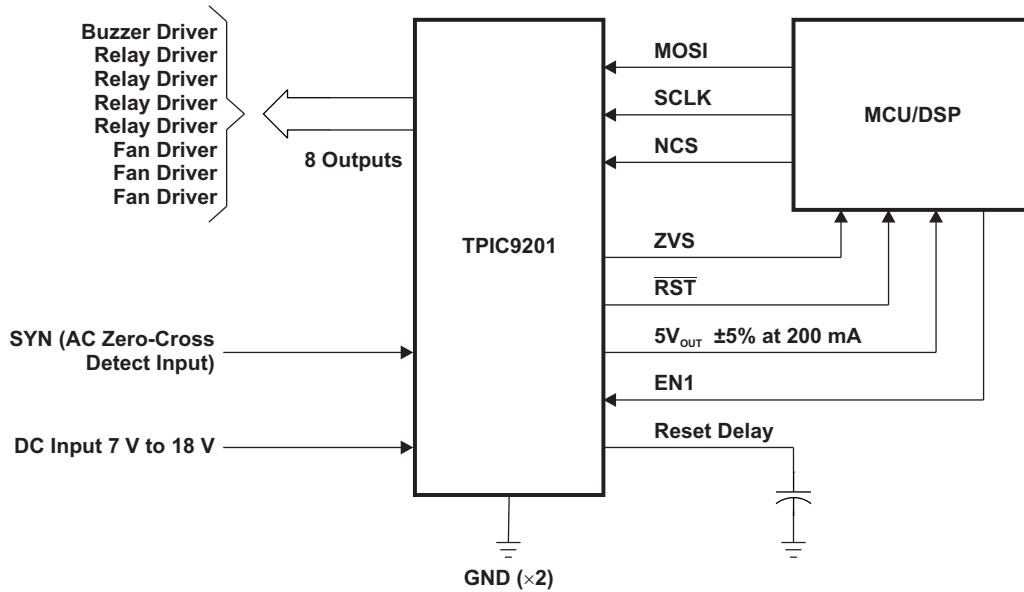 Buzzer Driver
Relay Driver
Relay Driver
Relay Driver
Relay Driver
Fan Driver
Fan Driver
Fan Driver
8 Outputs
SYN (AC Zero-Cross
Detect Input)
DC Input 7 V to 18 V
TPIC9201
GND (×2)
MOSI
SCLK
NCS
ZVS
R̅S̅T̅
5VOUT ±5% at 200 mA
EN1
Reset Delay
MCU/DSP